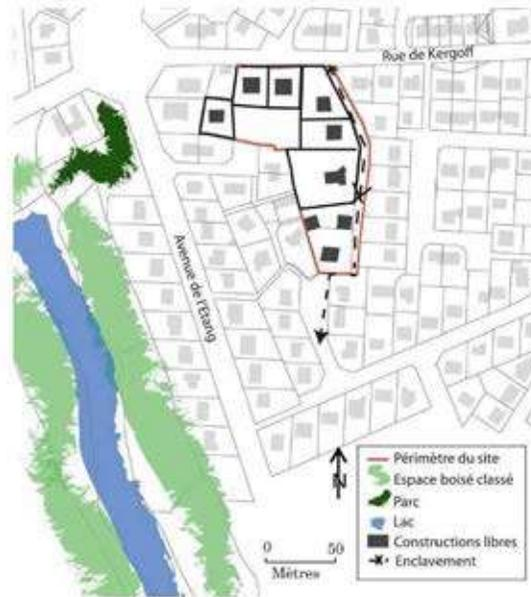 Rue de Kergoff
Avenue de l'Etang
N
0 50
Mètres
Périmètre du site
Espace boisé classé
Parc
Lac
Constructions libres
Enclavement